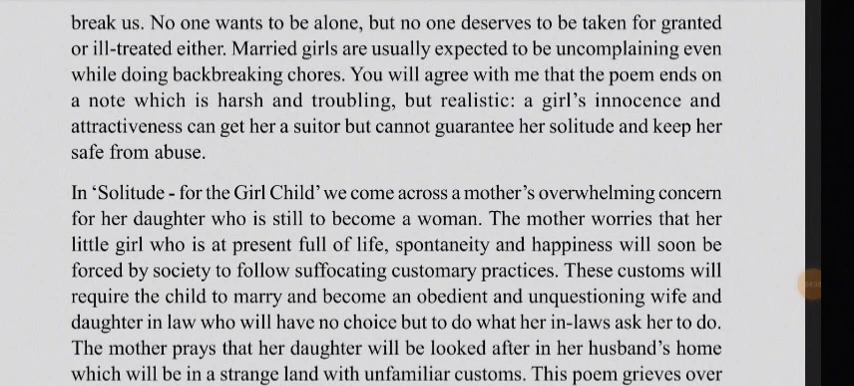 break us. No one wants to be alone, but no one deserves to be taken for granted
or ill-treated either. Married girls are usually expected to be uncomplaining even
while doing backbreaking chores. You will agree with me that the poem ends on
a note which is harsh and troubling, but realistic: a girl’s innocence and
attractiveness can get her a suitor but cannot guarantee her solitude and keep her
safe from abuse.
In ‘Solitude - for the Girl Child’ we come across a mother’s overwhelming concern
for her daughter who is still to become a woman. The mother worries that her
little girl who is at present full of life, spontaneity and happiness will soon be
forced by society to follow suffocating customary practices. These customs will
require the child to marry and become an obedient and unquestioning wife and
daughter in law who will have no choice but to do what her in-laws ask her to do.
The mother prays that her daughter will be looked after in her husband’s home
which will be in a strange land with unfamiliar customs. This poem grieves over